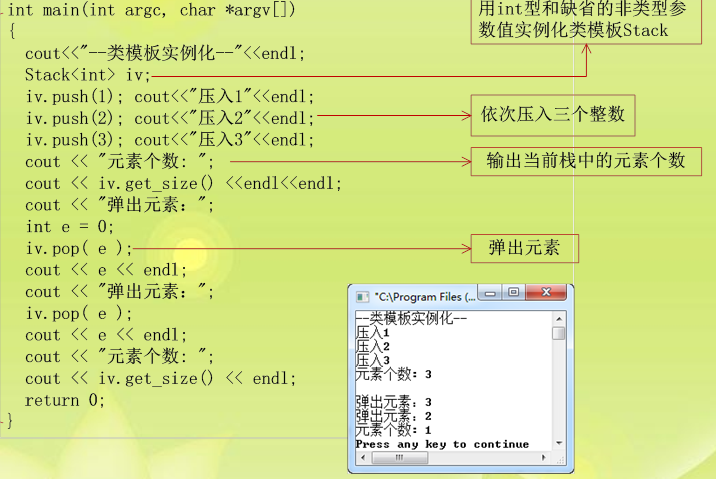 int main(int argc, char *argv[])
{
cout<<"--类模板实例化--"<<endl;
Stack<int> iv;
iv.push(1); cout<<"压入1"<<endl;
iv.push(2); cout<<"压入2"<<endl;
iv.push(3); cout<<"压入3"<<endl;
cout << "元素个数: ";
cout << iv.get_size() <<endl<<endl;
cout << "弹出元素: ";
int e = 0;
iv.pop( e );
cout << e << endl;
cout << "弹出元素: ";
iv.pop( e );
cout << e << endl;
cout << "元素个数: ";
cout << iv.get_size() << endl;
return 0;
}
用int型和缺省的非类型参
数值实例化类模板Stack
依次压入三个整数
输出当前栈中的元素个数
弹出元素
"C:\Program Files (...
--类模板实例化--
压入1
压入2
压入3
元素个数: 3
弹出元素: 3
弹出元素: 2
元素个数: 1
Press any key to continue